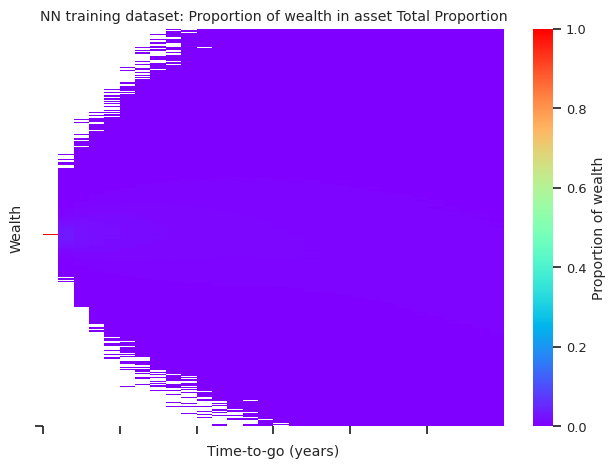 NN training dataset: Proportion of wealth in asset Total Proportion
Wealth
Time-to-go (years)
1.0
0.8
0.6
0.4
0.2
0.0
Proportion of wealth